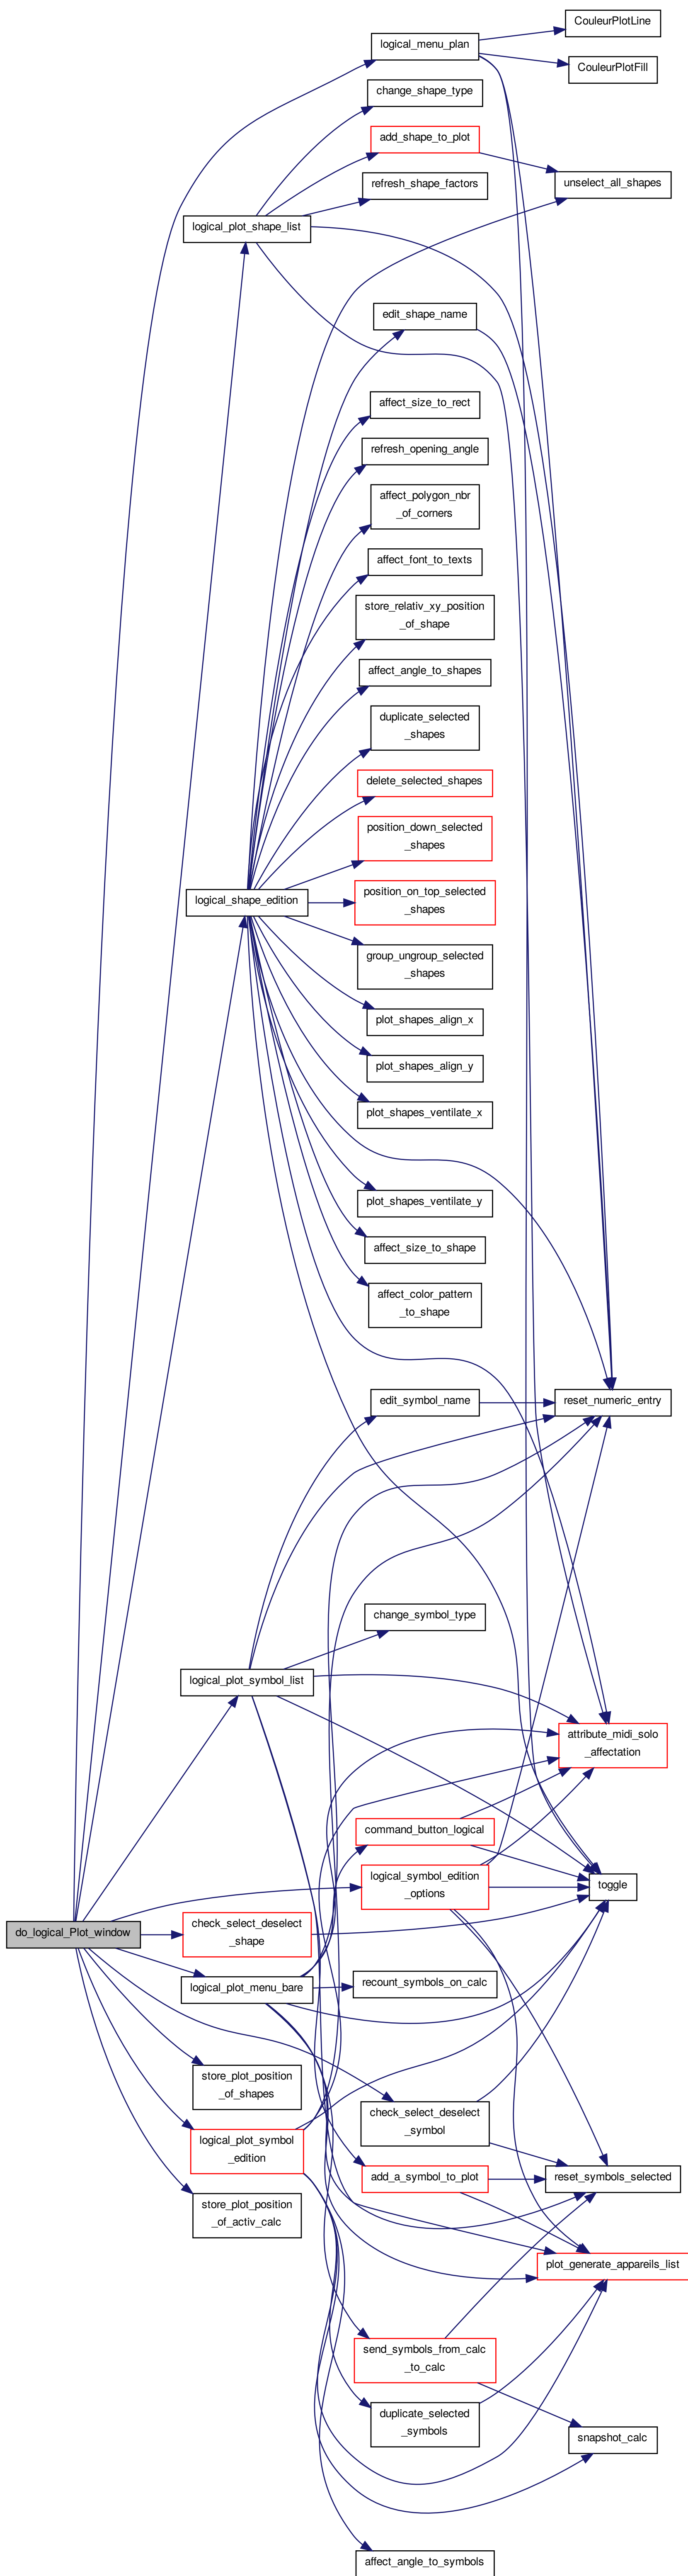 CouleurPlotLine
logical_menu_plan
CouleurPlotFill
change_shape_type
add_shape_to_plot
refresh_shape_factors
unselect_all_shapes
logical_plot_shape_list
edit_shape_name
affect_size_to_rect
refresh_opening_angle
affect_polygon_nbr
_of_corners
affect_font_to_texts
store_relativ_xy_position
_of_shape
affect_angle_to_shapes
duplicate_selected
_shapes
delete_selected_shapes
position_down_selected
_shapes
logical_shape_edition
position_on_top_selected
_shapes
group_ungroup_selected
_shapes
plot_shapes_align_x
plot_shapes_align_y
plot_shapes_ventilate_x
plot_shapes_ventilate_y
affect_size_to_shape
affect_color_pattern
_to_shape
edit_symbol_name
reset_numeric_entry
change_symbol_type
logical_plot_symbol_list
attribute_midi_solo
_affectation
command_button_logical
logical_symbol_edition
_options
toggle
do_logical_Plot_window
check_select_deselect
_shape
logical_plot_menu_bare
recount_symbols_on_calc
store_plot_position
_of_shapes
check_select_deselect
_symbol
logical_plot_symbol
_edition
add_a_symbol_to_plot
reset_symbols_selected
store_plot_position
_of_activ_calc
plot_generate_appareils_list
send_symbols_from_calc
_to_calc
duplicate_selected
_symbols
snapshot_calc
affect_angle_to_symbols